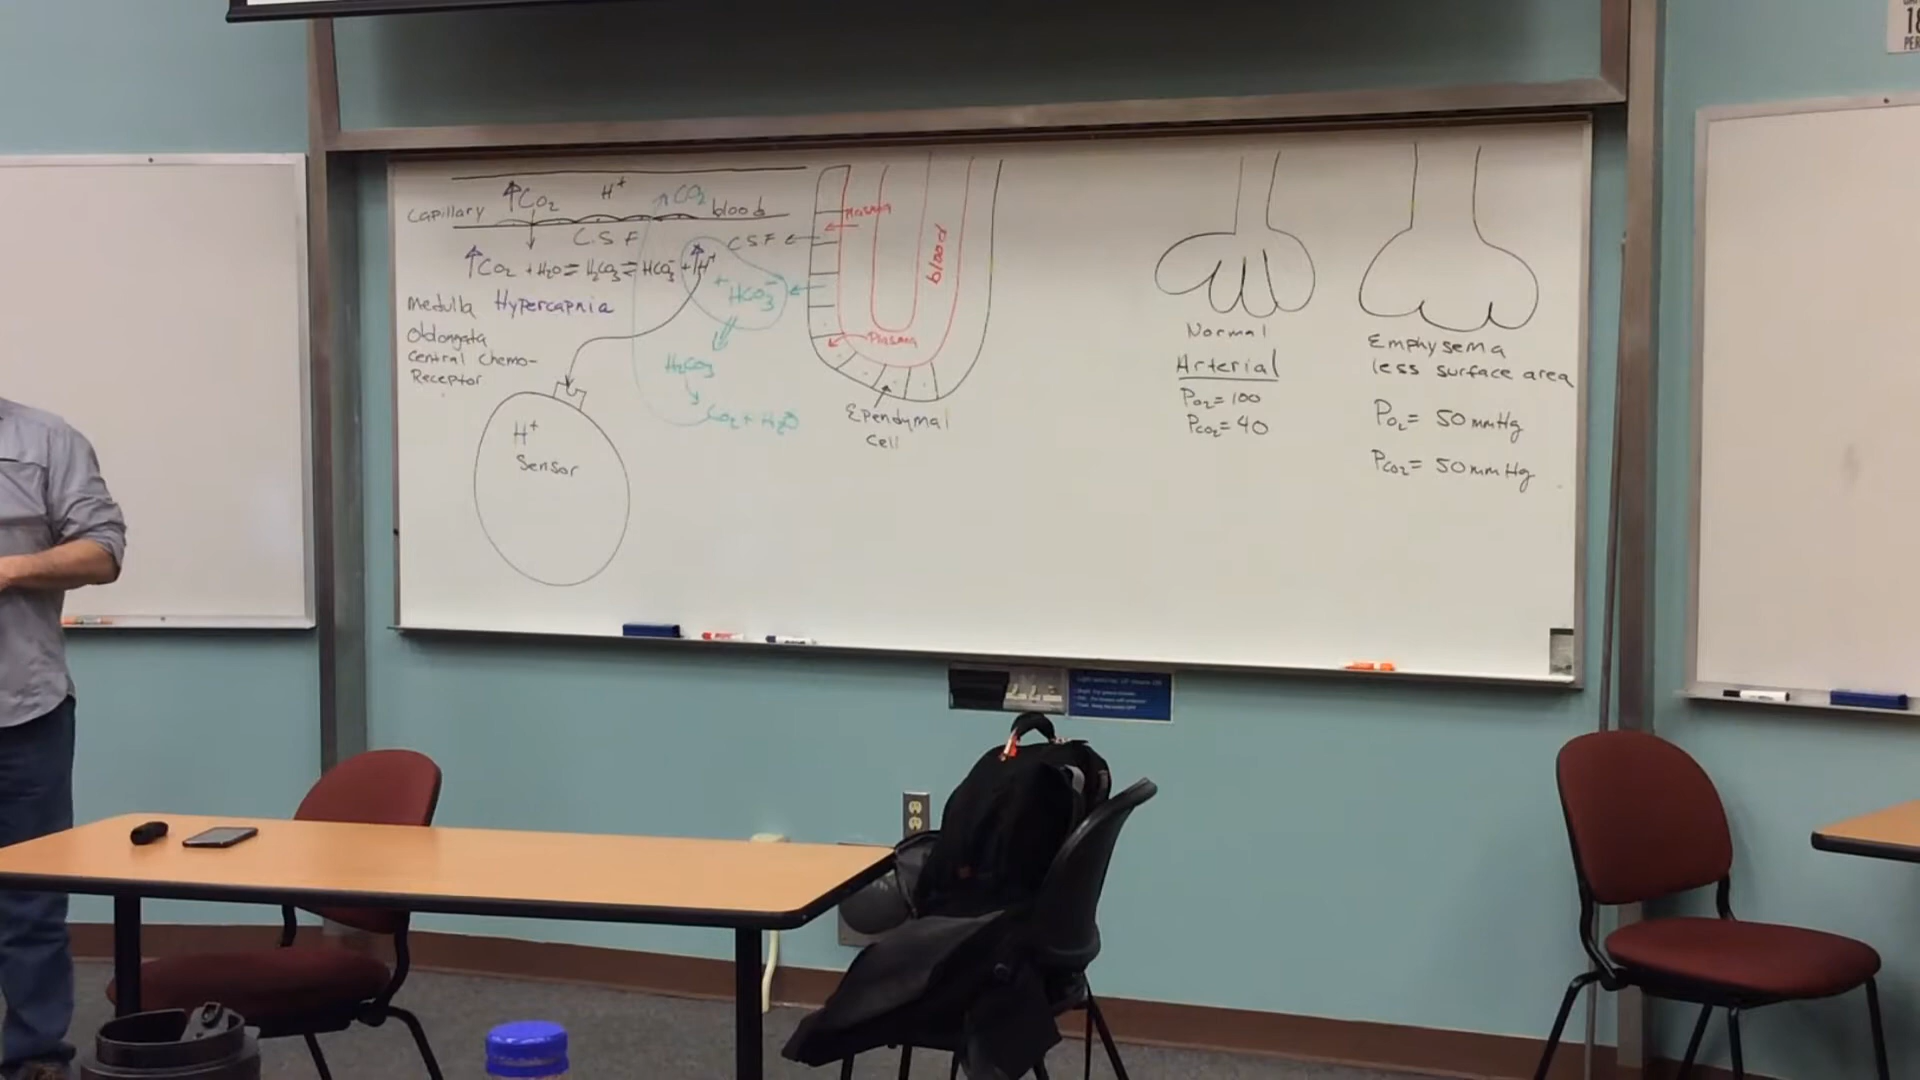 ↑CO₂ H⁺ ↑CO₂
Capillary blood
C.S.F
↑CO₂ + H₂O ⇌ H₂CO₃ ⇌ HCO₃⁻ + ↑H⁺
Medulla Hypercapnia
Oblongata
Central Chemo-
Receptor
H⁺
Sensor
CSF ←
+ HCO₃⁻
H₂CO₃
CO₂ + H₂O
Plasma
blood
Plasma
Ependymal
Cell
Normal
Arterial
PO₂= 100
PCO₂= 40
Emphysema
less surface area
PO₂= 50 mmHg
PCO₂= 50 mmHg
18
PER